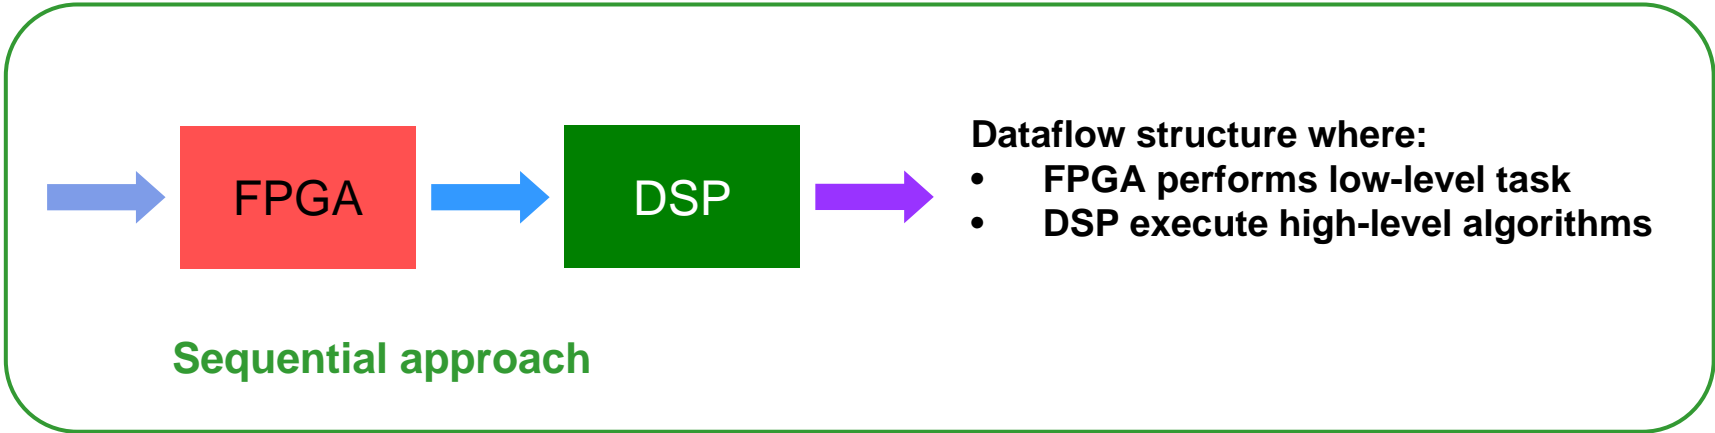 FPGA
DSP
Dataflow structure where:
• FPGA performs low-level task
• DSP execute high-level algorithms
Sequential approach